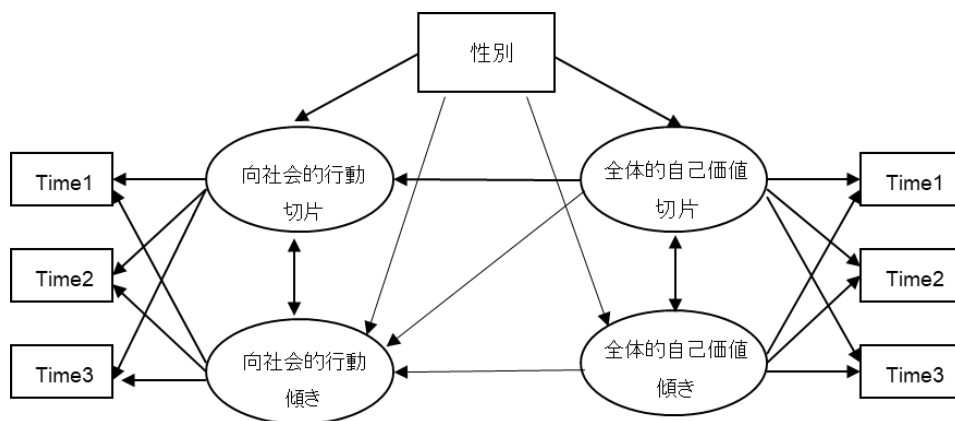 性別
向社会的行動
切片
全体的自己価値
切片
Time1
Time2
Time3
Time1
Time2
Time3
向社会的行動
傾き
全体的自己価値
傾き